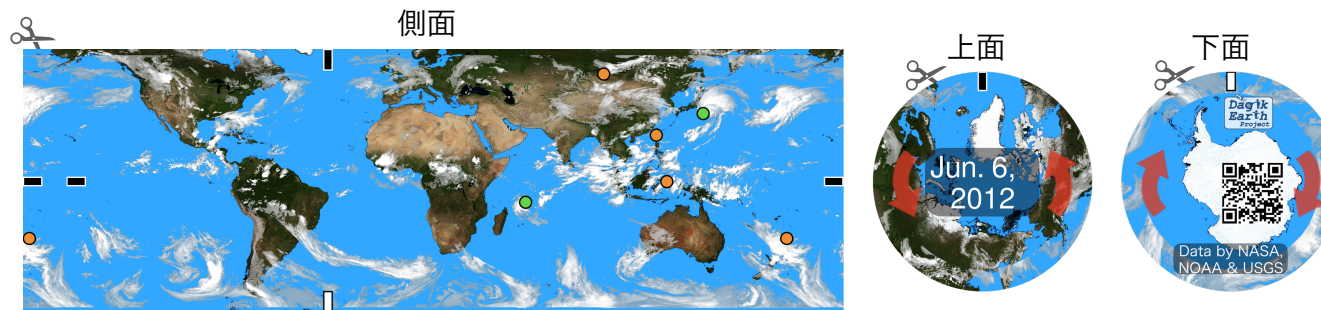 側面
上面
下面
Jun. 6,
2012
Dagik
Earth
Project
Data by NASA,
NOAA & USGS